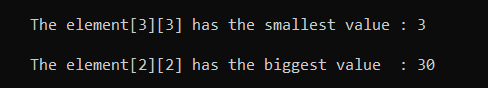 The element[3][3] has the smallest value : 3
The element[2][2] has the biggest value  : 30